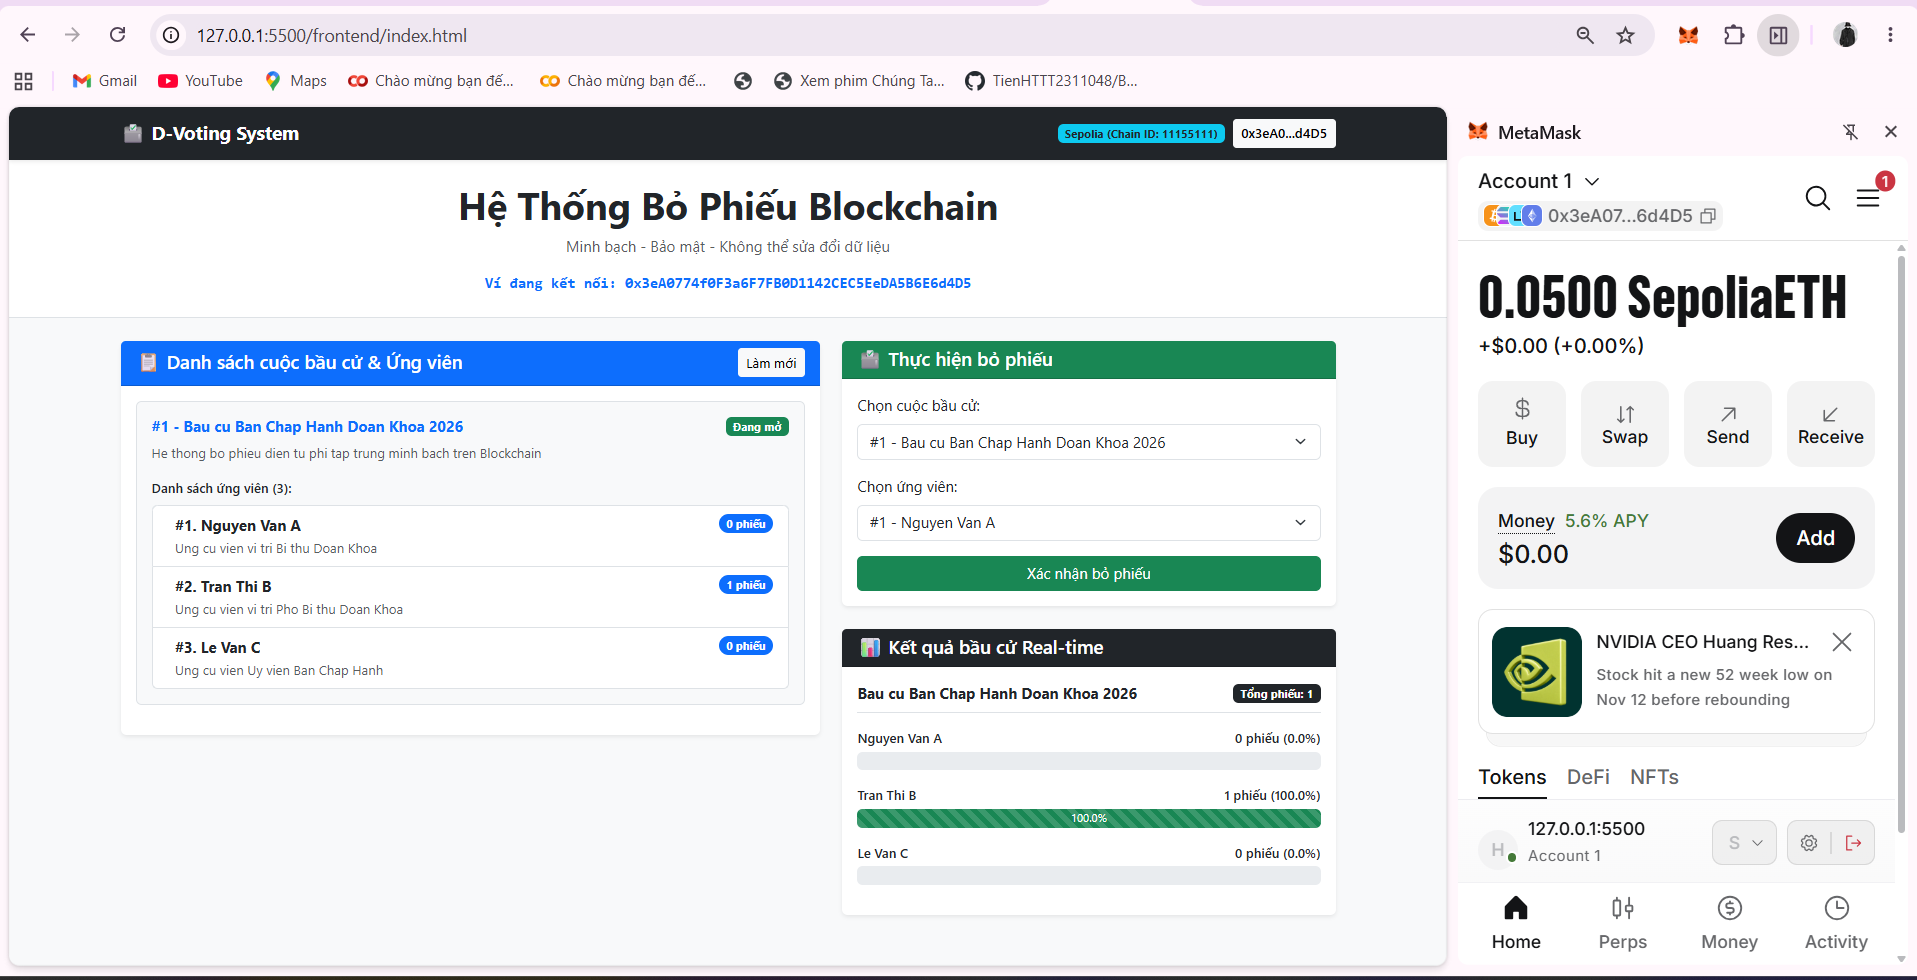 127.0.0.1:5500/frontend/index.html
Gmail
YouTube
Maps
Chào mừng bạn đế...
Chào mừng bạn đế...
Xem phim Chúng Ta...
TienHTTT2311048/B...
D-Voting System
Sepolia (Chain ID: 11155111)
0x3eA0...d4D5
Hệ Thống Bỏ Phiếu Blockchain
Minh bạch - Bảo mật - Không thể sửa đổi dữ liệu
Ví đang kết nối: 0x3eA0774f0F3a6F7FB0D1142CEC5EeDA5B6E6d4D5
Danh sách cuộc bầu cử & Ứng viên
Làm mới
#1 - Bau cu Ban Chap Hanh Doan Khoa 2026
Đang mở
He thong bo phieu dien tu phi tap trung minh bach tren Blockchain
Danh sách ứng viên (3):
#1. Nguyen Van A
0 phiếu
Ung cu vien vi tri Bi thu Doan Khoa
#2. Tran Thi B
1 phiếu
Ung cu vien vi tri Pho Bi thu Doan Khoa
#3. Le Van C
0 phiếu
Ung cu vien Uy vien Ban Chap Hanh
Thực hiện bỏ phiếu
Chọn cuộc bầu cử:
#1 - Bau cu Ban Chap Hanh Doan Khoa 2026
Chọn ứng viên:
#1 - Nguyen Van A
Xác nhận bỏ phiếu
Kết quả bầu cử Real-time
Bau cu Ban Chap Hanh Doan Khoa 2026
Tổng phiếu: 1
Nguyen Van A
0 phiếu (0.0%)
Tran Thi B
1 phiếu (100.0%)
100.0%
Le Van C
0 phiếu (0.0%)
MetaMask
Account 1
1
L
0x3eA07...6d4D5
0.0500 SepoliaETH
+$0.00 (+0.00%)
Buy
Swap
Send
Receive
Money 5.6% APY
$0.00
Add
NVIDIA CEO Huang Res...
Stock hit a new 52 week low on
Nov 12 before rebounding
Tokens
DeFi
NFTs
H
127.0.0.1:5500
Account 1
S
Home
Perps
Money
Activity